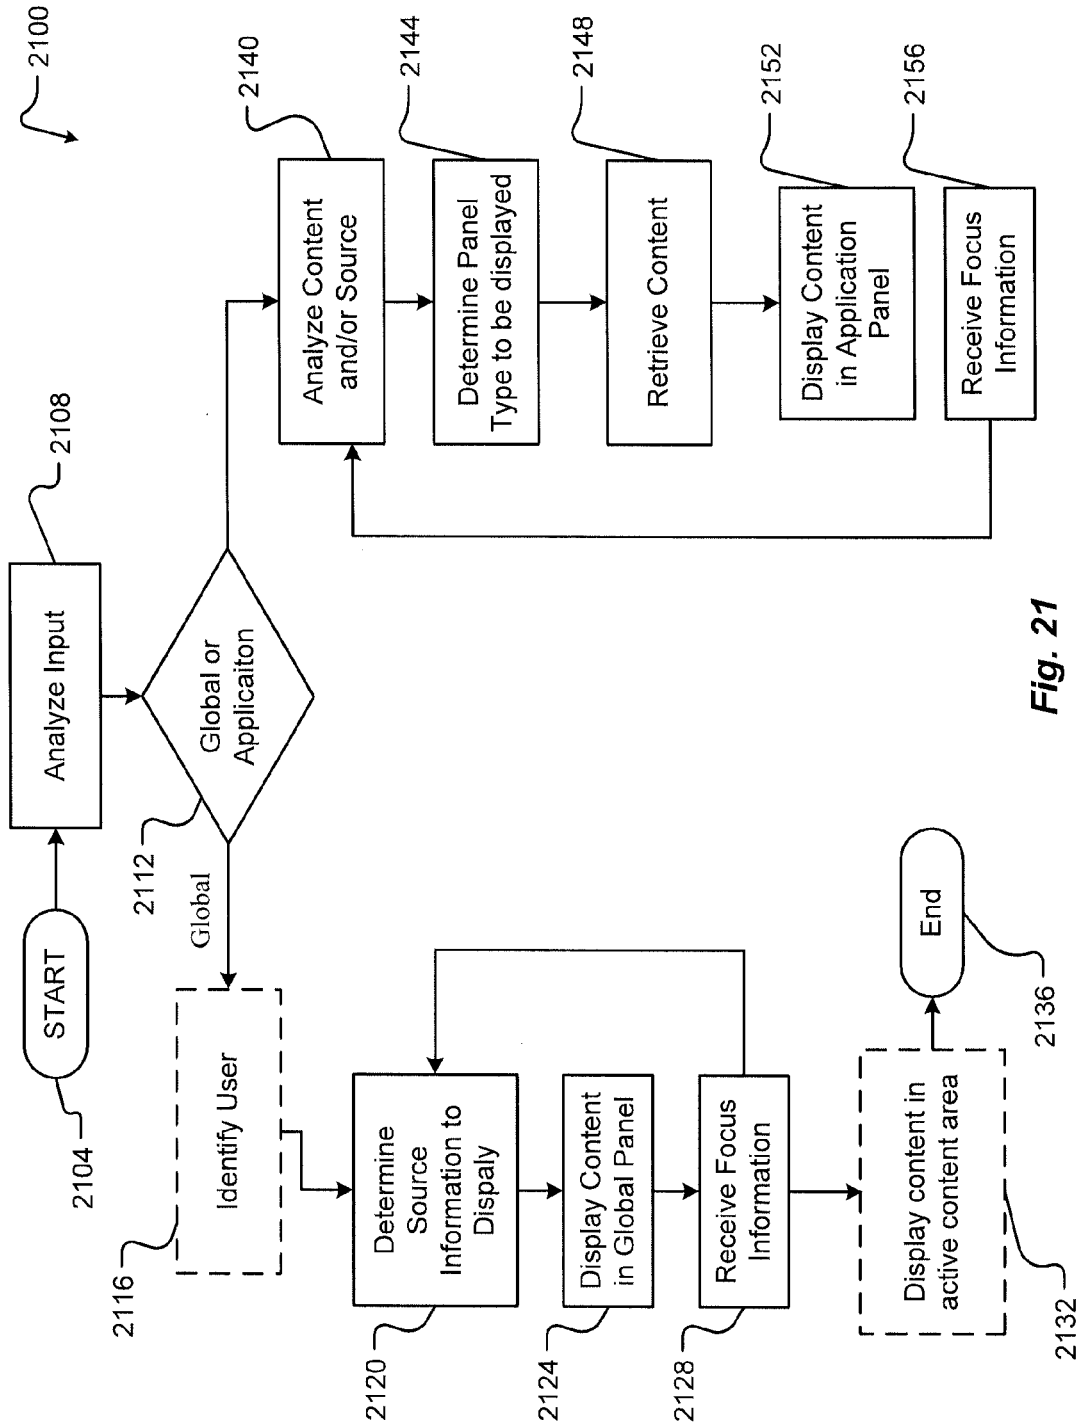 2100
START
2104
Analyze Input
2108
Global or
Applicaiton
2112
Global
Identify User
2116
Determine
Source
Information to
Dispaly
2120
Display Content
in Global Panel
2124
Receive Focus
Information
2128
Display content in
active content area
2132
End
2136
Analyze Content
and/or Source
2140
Determine Panel
Type to be displayed
2144
Retrieve Content
2148
Display Content
in Application
Panel
2152
Receive Focus
Information
2156
Fig. 21